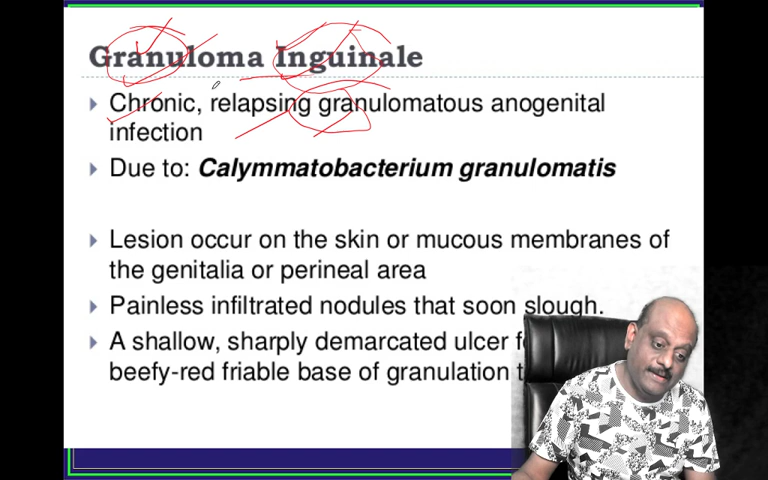 Granuloma Inguinale
Chronic, relapsing granulomatous anogenital
infection
Due to: Calymmatobacterium granulomatis
Lesion occur on the skin or mucous membranes of
the genitalia or perineal area
Painless infiltrated nodules that soon slough.
A shallow, sharply demarcated ulcer
beefy-red friable base of granulation